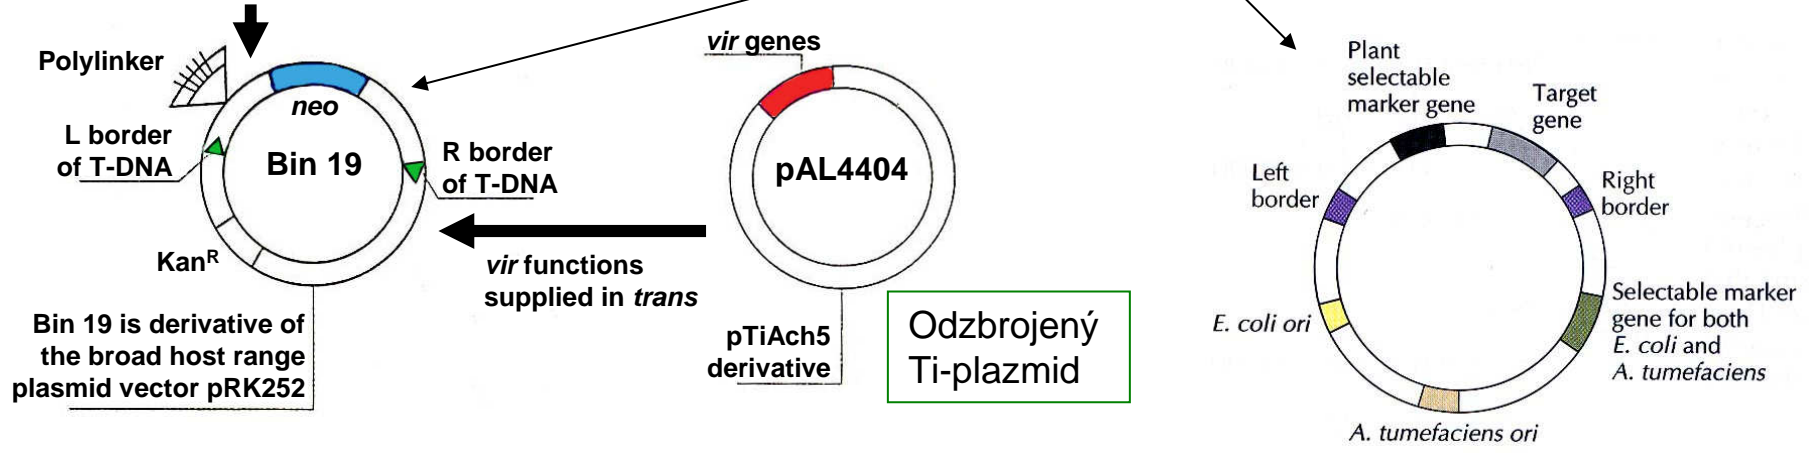 Polylinker
neo
L border
of T-DNA
Bin 19
R border
of T-DNA
Kanᴿ
Bin 19 is derivative of
the broad host range
plasmid vector pRK252
vir functions
supplied in trans
vir genes
pAL4404
pTiAch5
derivative
Odzbrojený
Ti-plazmid
Plant
selectable
marker gene
Target
gene
Left
border
Right
border
E. coli ori
Selectable marker
gene for both
E. coli and
A. tumefaciens
A. tumefaciens ori